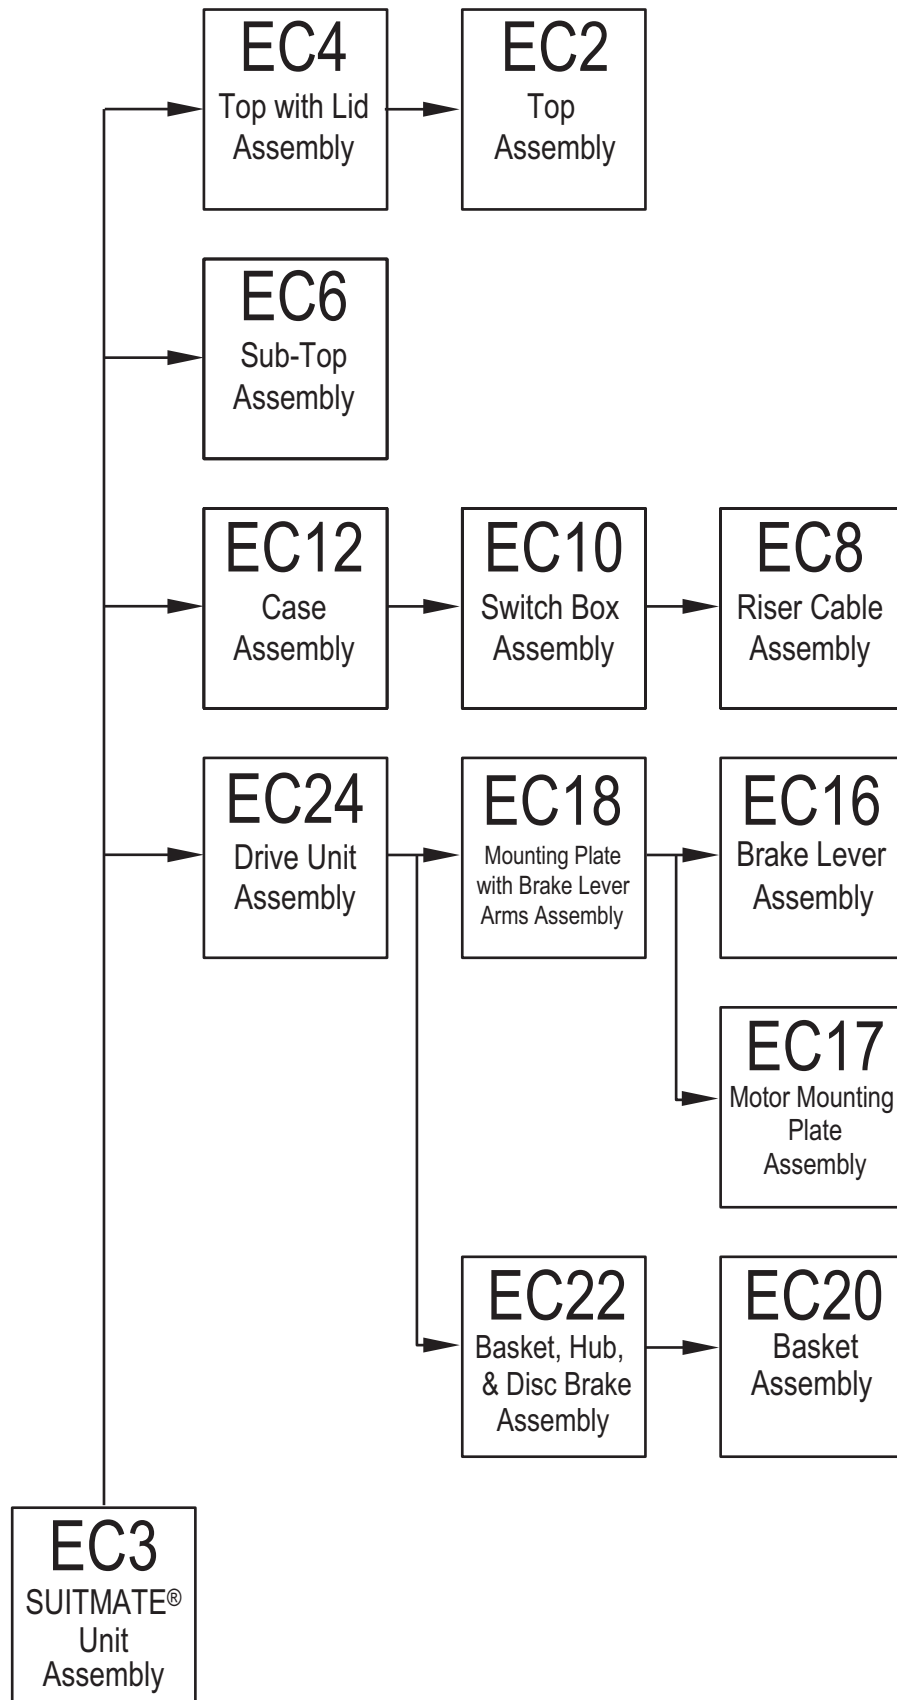 EC4
Top with Lid
Assembly
EC2
Top
Assembly
EC6
Sub-Top
Assembly
EC12
Case
Assembly
EC10
Switch Box
Assembly
EC8
Riser Cable
Assembly
EC24
Drive Unit
Assembly
EC18
Mounting Plate
with Brake Lever
Arms Assembly
EC16
Brake Lever
Assembly
EC17
Motor Mounting
Plate
Assembly
EC22
Basket, Hub,
& Disc Brake
Assembly
EC20
Basket
Assembly
EC3
SUITMATE®
Unit
Assembly